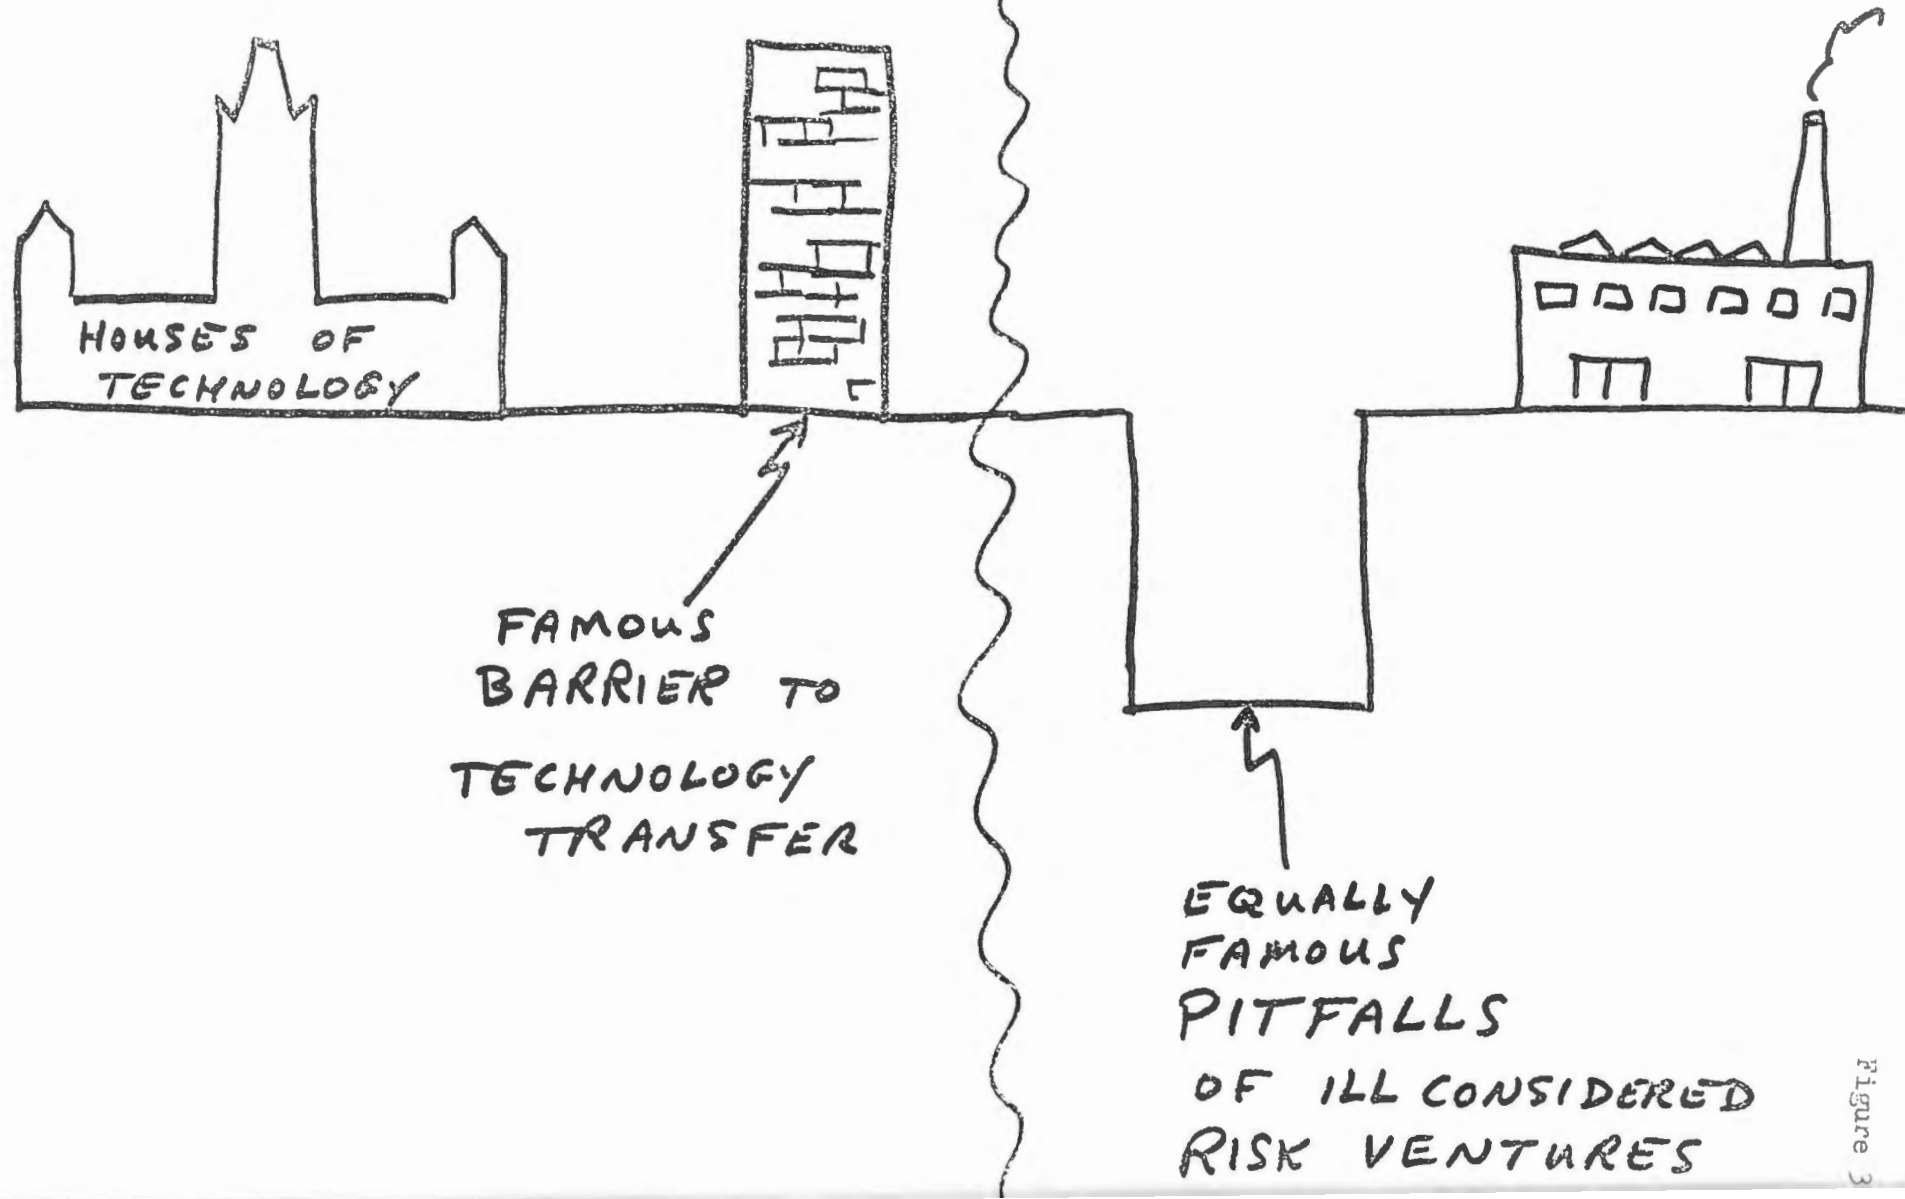 HOUSES OF
TECHNOLOGY
FAMOUS
BARRIER TO
TECHNOLOGY
TRANSFER
EQUALLY
FAMOUS
PITFALLS
OF ILL CONSIDERED
RISK VENTURES
Figure 3